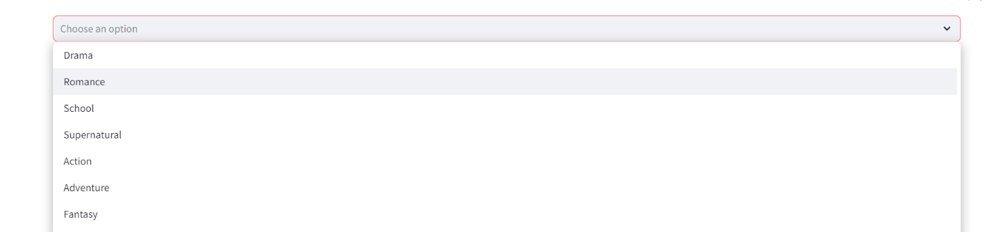 Choose an option
Drama
Romance
School
Supernatural
Action
Adventure
Fantasy